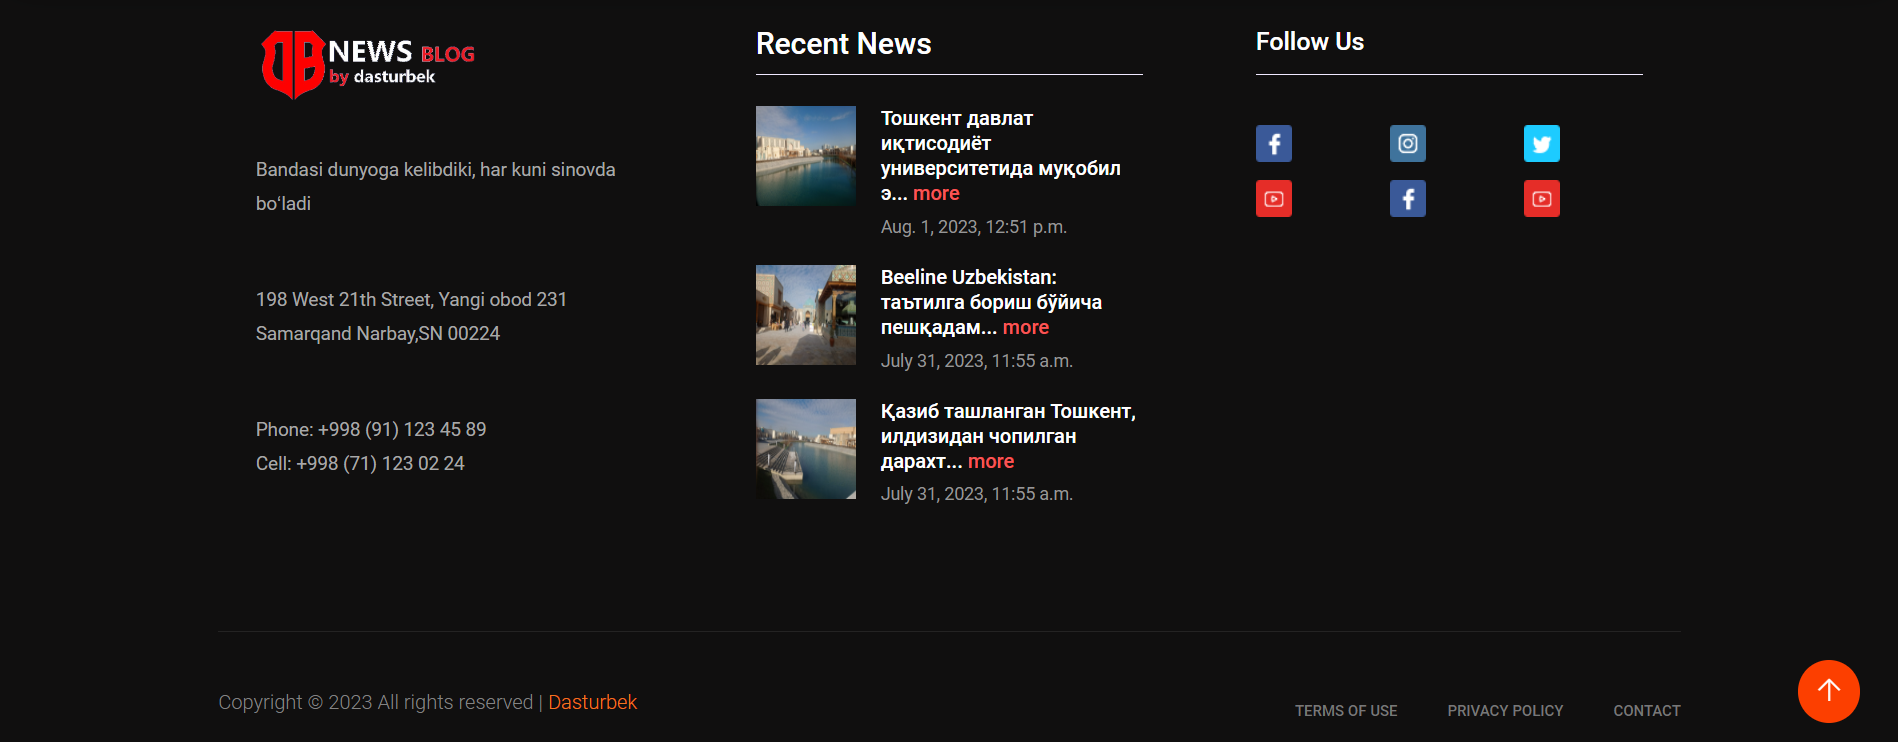 DB NEWS BLOG
by dasturbek
Bandasi dunyoga kelibdiki, har kuni sinovda
bo‘ladi
198 West 21th Street, Yangi obod 231
Samarqand Narbay,SN 00224
Phone: +998 (91) 123 45 89
Cell: +998 (71) 123 02 24
Recent News
Тошкент давлат
иқтисодиёт
университетида муқобил
э... more
Aug. 1, 2023, 12:51 p.m.
Beeline Uzbekistan:
таътилга бориш бўйича
пешқадам... more
July 31, 2023, 11:55 a.m.
Қазиб ташланган Тошкент,
илдизидан чопилган
дарахт... more
July 31, 2023, 11:55 a.m.
Follow Us
Copyright © 2023 All rights reserved | Dasturbek
TERMS OF USE
PRIVACY POLICY
CONTACT